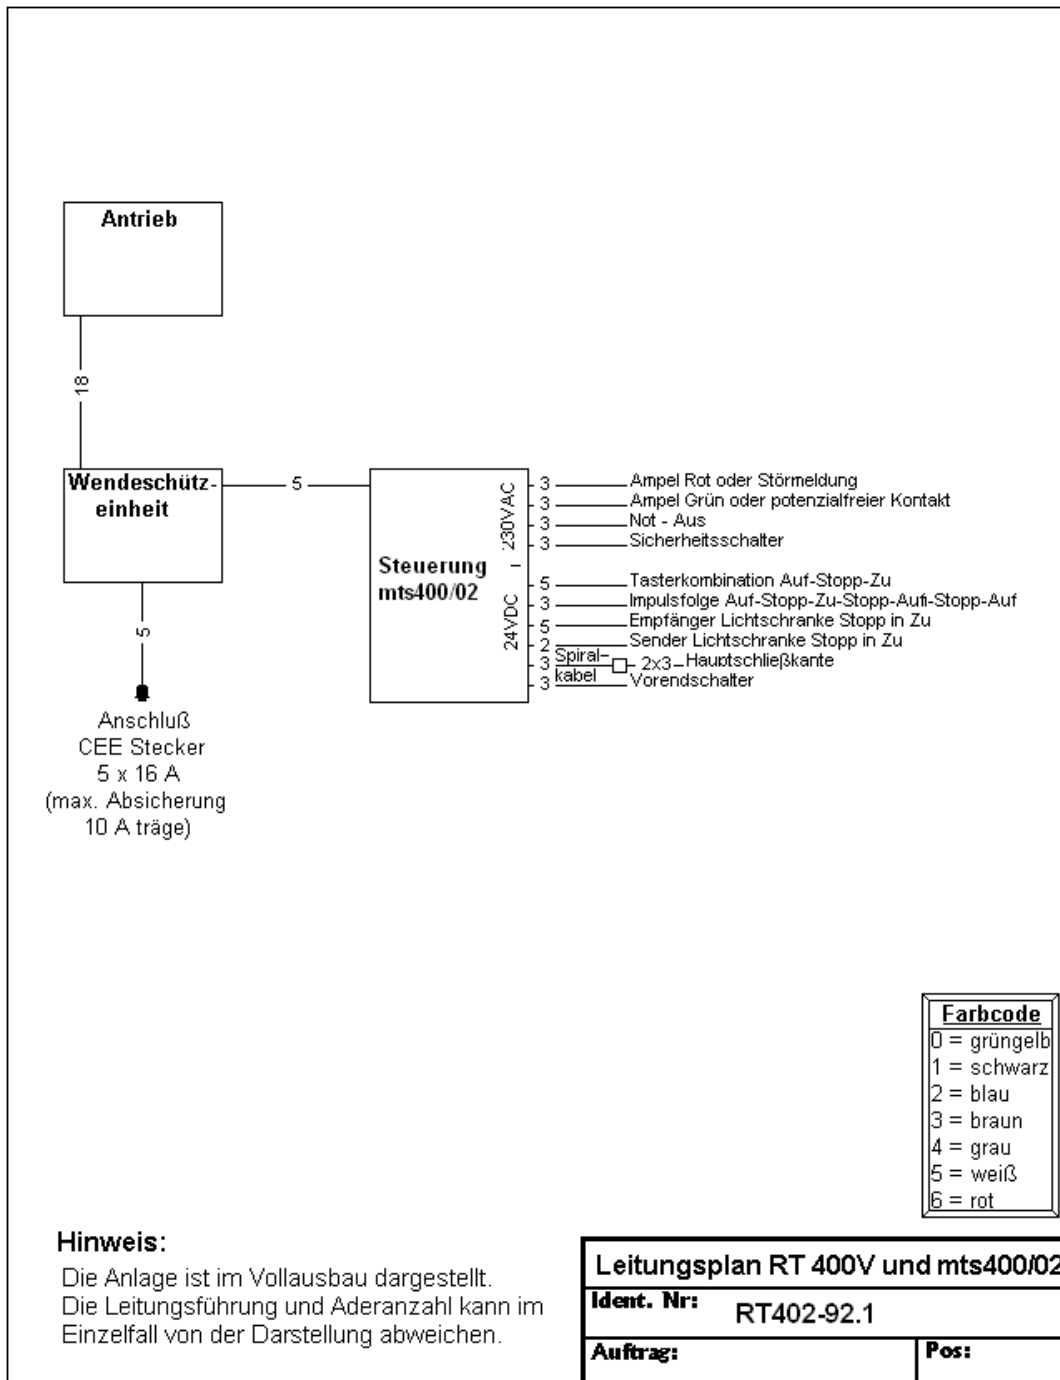 Antrieb
18
Wendeschütz-
einheit
5
5
Anschluß
CEE Stecker
5 x 16 A
(max. Absicherung
10 A träge)
Steuerung
mts400/02
24VDC – 230VAC
3 Ampel Rot oder Störmeldung
3 Ampel Grün oder potenzialfreier Kontakt
3 Not - Aus
3 Sicherheitsschalter
5 Tasterkombination Auf-Stopp-Zu
3 Impulsfolge Auf-Stopp-Zu-Stopp-Aufi-Stopp-Auf
5 Empfänger Lichtschranke Stopp in Zu
2 Sender Lichtschranke Stopp in Zu
3 Spiral-kabel 2x3 Hauptschließkante
3 Vorendschalter
Farbcode
0 = grüngelb
1 = schwarz
2 = blau
3 = braun
4 = grau
5 = weiß
6 = rot
Hinweis:
Die Anlage ist im Vollausbau dargestellt.
Die Leitungsführung und Aderanzahl kann im
Einzelfall von der Darstellung abweichen.
Leitungsplan RT 400V und mts400/02
Ident. Nr: RT402-92.1
Auftrag: Pos: